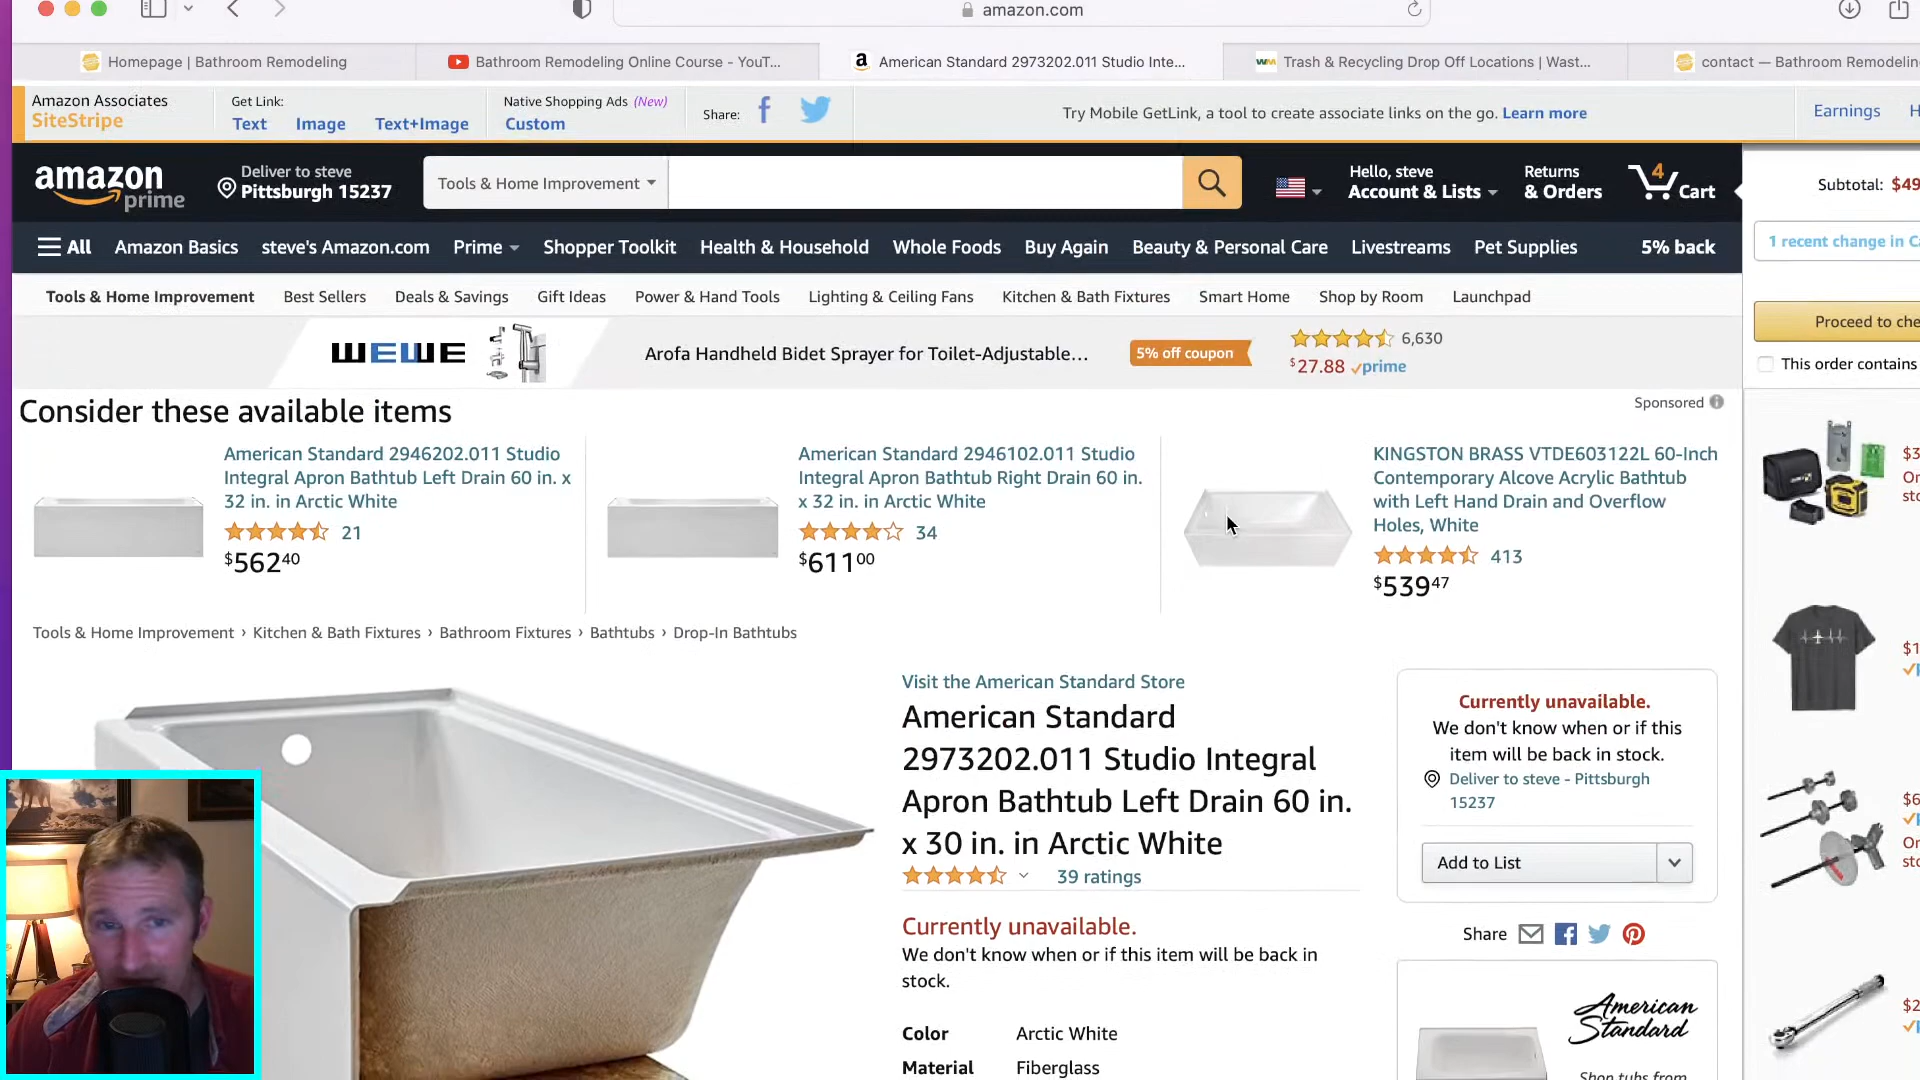 amazon.com
Homepage | Bathroom Remodeling
Bathroom Remodeling Online Course - YouT...
American Standard 2973202.011 Studio Inte...
Trash & Recycling Drop Off Locations | Wast...
contact — Bathroom Remodelin
Amazon Associates
SiteStripe
Get Link:
Text
Image
Text+Image
Native Shopping Ads (New)
Custom
Share:
Try Mobile GetLink, a tool to create associate links on the go. Learn more
Earnings
H
amazon
prime
Deliver to steve
Pittsburgh 15237
Tools & Home Improvement
Hello, steve
Account & Lists
Returns
& Orders
4
Cart
Subtotal: $49
All
Amazon Basics
steve's Amazon.com
Prime
Shopper Toolkit
Health & Household
Whole Foods
Buy Again
Beauty & Personal Care
Livestreams
Pet Supplies
5% back
1 recent change in Ca
Tools & Home Improvement
Best Sellers
Deals & Savings
Gift Ideas
Power & Hand Tools
Lighting & Ceiling Fans
Kitchen & Bath Fixtures
Smart Home
Shop by Room
Launchpad
Proceed to che
This order contains
WEWE
Arofa Handheld Bidet Sprayer for Toilet-Adjustable...
5% off coupon
6,630
$27.88 prime
Consider these available items
Sponsored
American Standard 2946202.011 Studio
Integral Apron Bathtub Left Drain 60 in. x
32 in. in Arctic White
21
$562 40
American Standard 2946102.011 Studio
Integral Apron Bathtub Right Drain 60 in.
x 32 in. in Arctic White
34
$611 00
KINGSTON BRASS VTDE603122L 60-Inch
Contemporary Alcove Acrylic Bathtub
with Left Hand Drain and Overflow
Holes, White
413
$539 47
Tools & Home Improvement › Kitchen & Bath Fixtures › Bathroom Fixtures › Bathtubs › Drop-In Bathtubs
Visit the American Standard Store
American Standard
2973202.011 Studio Integral
Apron Bathtub Left Drain 60 in.
x 30 in. in Arctic White
39 ratings
Currently unavailable.
We don't know when or if this item will be back in
stock.
Color Arctic White
Material Fiberglass
Currently unavailable.
We don't know when or if this
item will be back in stock.
Deliver to steve - Pittsburgh
15237
Add to List
Share
American
Standard
Shop tubs from
$3
On
sto
$1
$6
On
sto
$2